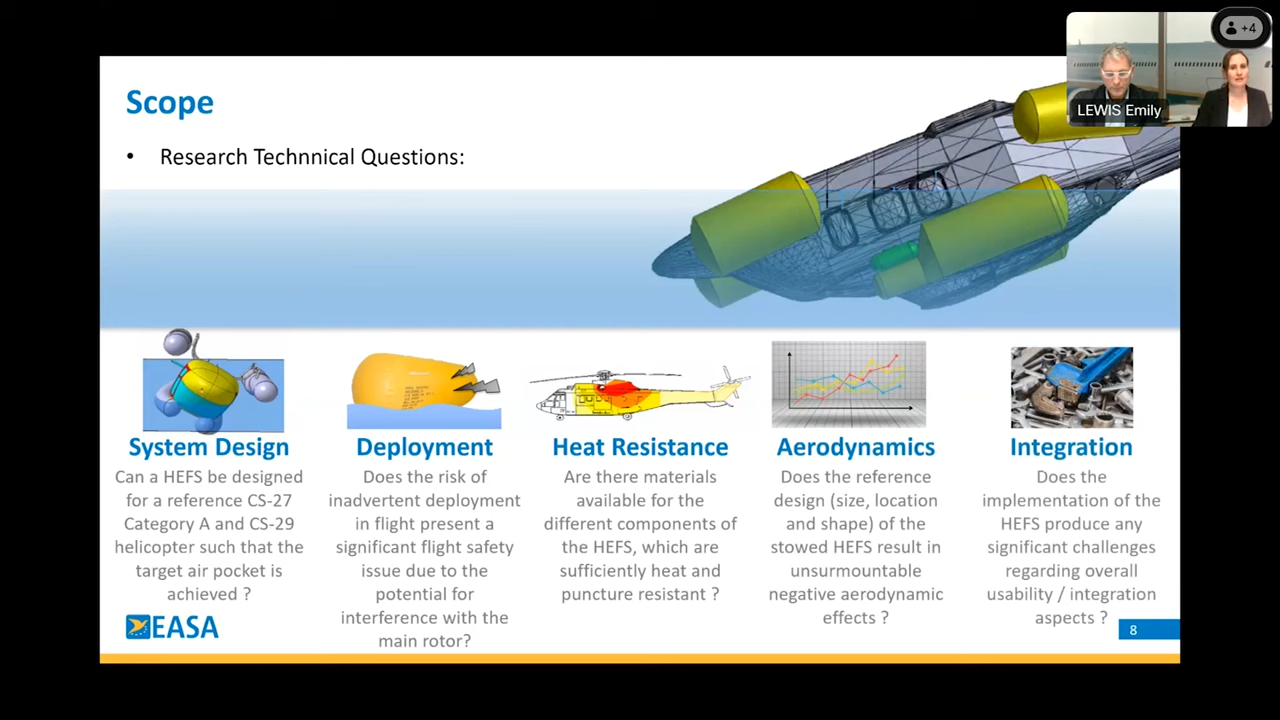 +4
LEWIS Emily
Scope
• Research Technnical Questions:
System Design
Can a HEFS be designed
for a reference CS-27
Category A and CS-29
helicopter such that the
target air pocket is
achieved ?
Deployment
Does the risk of
inadvertent deployment
in flight present a
significant flight safety
issue due to the
potential for
interference with the
main rotor?
Heat Resistance
Are there materials
available for the
different components of
the HEFS, which are
sufficiently heat and
puncture resistant ?
Aerodynamics
Does the reference
design (size, location
and shape) of the
stowed HEFS result in
unsurmountable
negative aerodynamic
effects ?
Integration
Does the
implementation of the
HEFS produce any
significant challenges
regarding overall
usability / integration
aspects ?
EASA
8